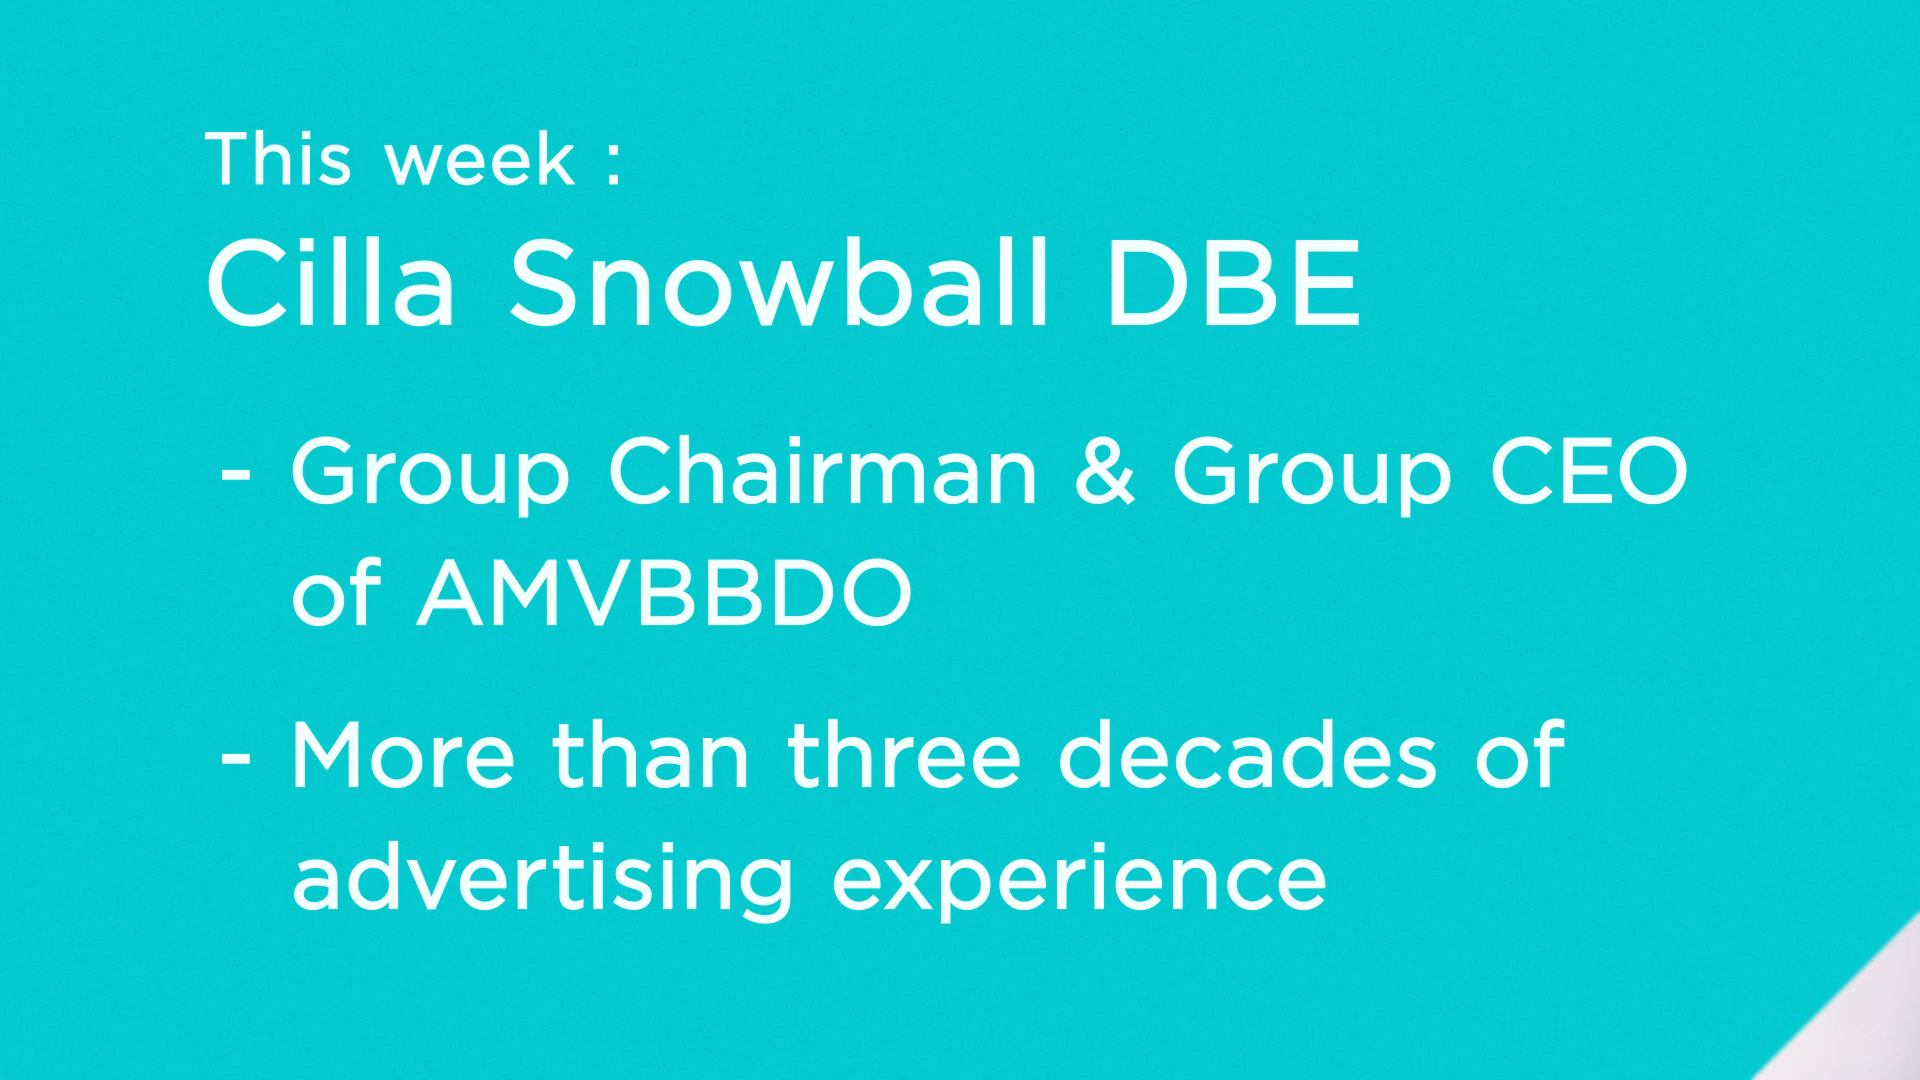 This week :
Cilla Snowball DBE
- Group Chairman & Group CEO
of AMVBBDO
- More than three decades of
advertising experience